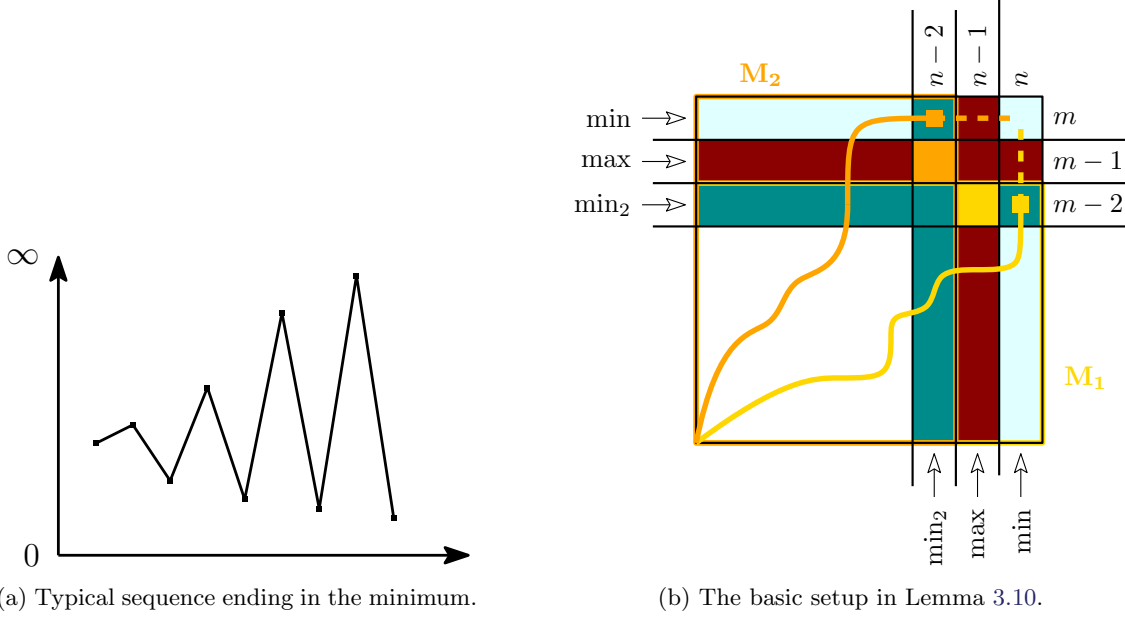 ∞
0
(a) Typical sequence ending in the minimum.
M₂
n − 2
n − 1
n
min
max
min₂
m
m − 1
m − 2
M₁
min₂
max
min
(b) The basic setup in Lemma 3.10.